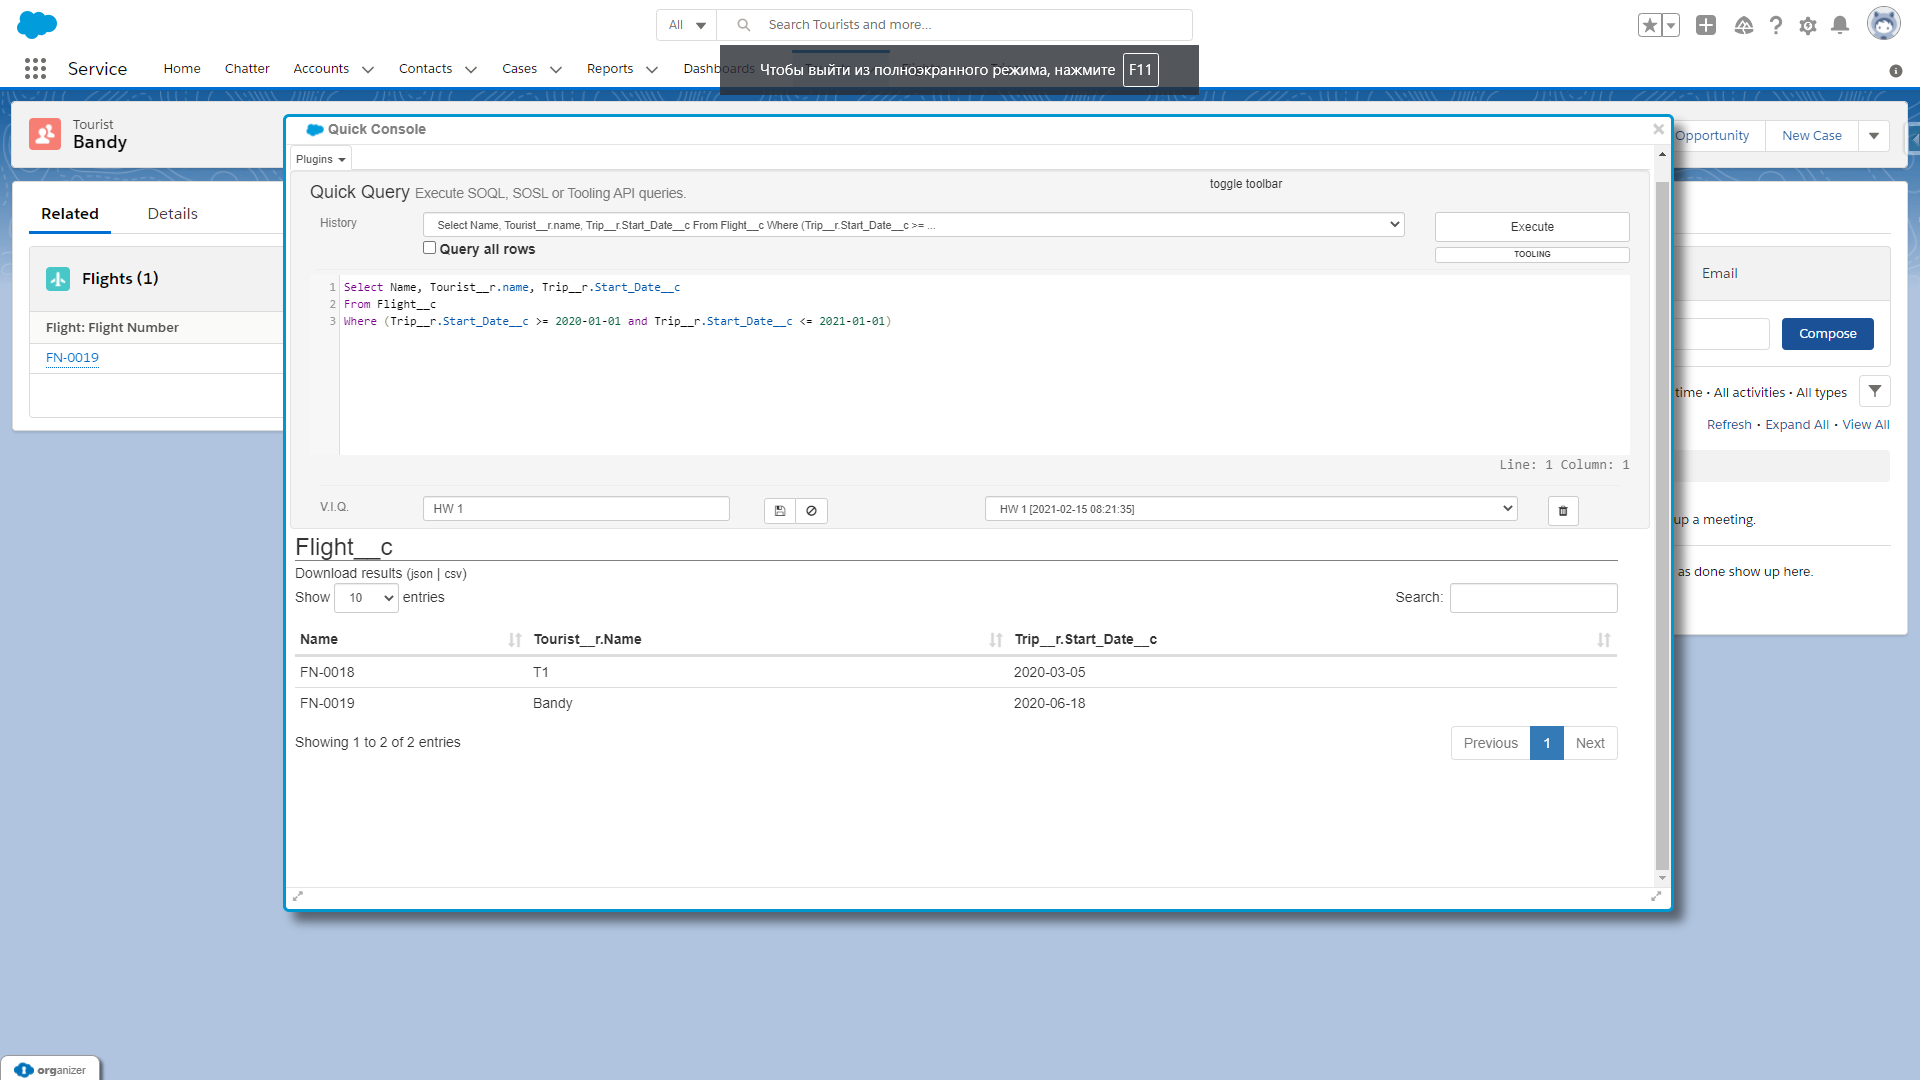 All
Search Tourists and more...
Service
Home
Chatter
Accounts
Contacts
Cases
Reports
Dashboards
Чтобы выйти из полноэкранного режима, нажмите F11
Tourist
Bandy
Opportunity
New Case
Related
Details
Flights (1)
Flight: Flight Number
FN-0019
Quick Console
Plugins
Quick Query Execute SOQL, SOSL or Tooling API queries.
toggle toolbar
History
Select Name, Tourist__r.name, Trip__r.Start_Date__c From Flight__c Where (Trip__r.Start_Date__c >= ...
Execute
Query all rows
TOOLING
1 Select Name, Tourist__r.name, Trip__r.Start_Date__c
2 From Flight__c
3 Where (Trip__r.Start_Date__c >= 2020-01-01 and Trip__r.Start_Date__c <= 2021-01-01)
Line: 1 Column: 1
V.I.Q.
HW 1
HW 1 [2021-02-15 08:21:35]
Flight__c
Download results (json | csv)
Show 10 entries
Search:
Name Tourist__r.Name Trip__r.Start_Date__c
FN-0018 T1 2020-03-05
FN-0019 Bandy 2020-06-18
Showing 1 to 2 of 2 entries
Previous 1 Next
Email
Compose
time • All activities • All types
Refresh • Expand All • View All
up a meeting.
as done show up here.
organizer